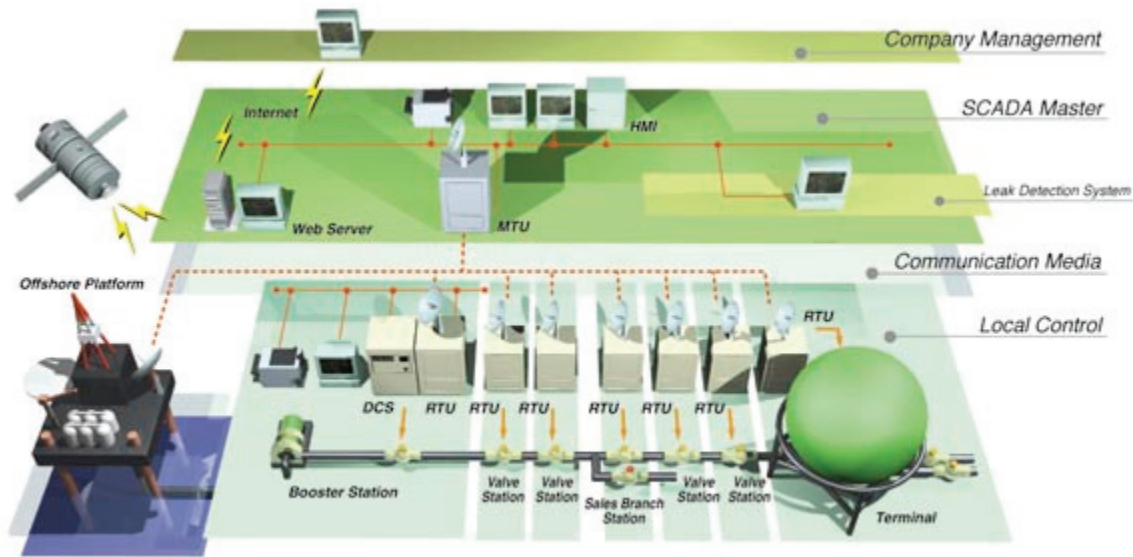 Company Management
Internet
SCADA Master
HMI
Leak Detection System
Web Server
MTU
Communication Media
Offshore Platform
RTU
Local Control
DCS
RTU
RTU
RTU
RTU
RTU
RTU
Booster Station
Valve
Station
Valve
Station
Sales Branch
Station
Valve
Station
Valve
Station
Terminal